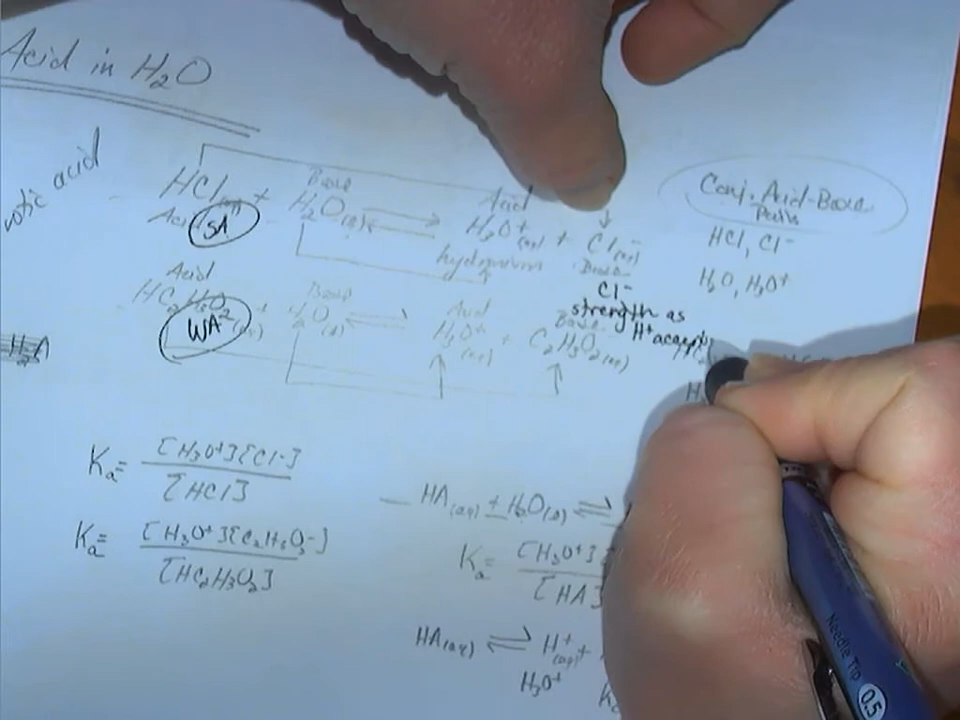 Acid in H₂O
acid
HCl(aq) + H₂O(l) ⇌ H₃O⁺(aq) + Cl⁻(aq)
Base
Acid
SA
hydronium
Base
Conj. Acid-Base
Pairs
HCl, Cl⁻
H₂O, H₃O⁺
Cl⁻
strength as
H⁺ accept
Acid
Base
Acid
Base
HC₂H₃O₂ + H₂O(l) ⇌ H₃O⁺(aq) + C₂H₃O₂⁻(aq)
WA
H₂A
Kₐ= [H₃O⁺][Cl⁻]
[HCl]
Kₐ= [H₃O⁺][C₂H₃O₂⁻]
[HC₂H₃O₂]
HA(aq) + H₂O(l) ⇌
Kₐ= [H₃O⁺][
[HA]
HA(aq) ⇌ H⁺(aq) +
H₃O⁺
Needle Tip 0.5